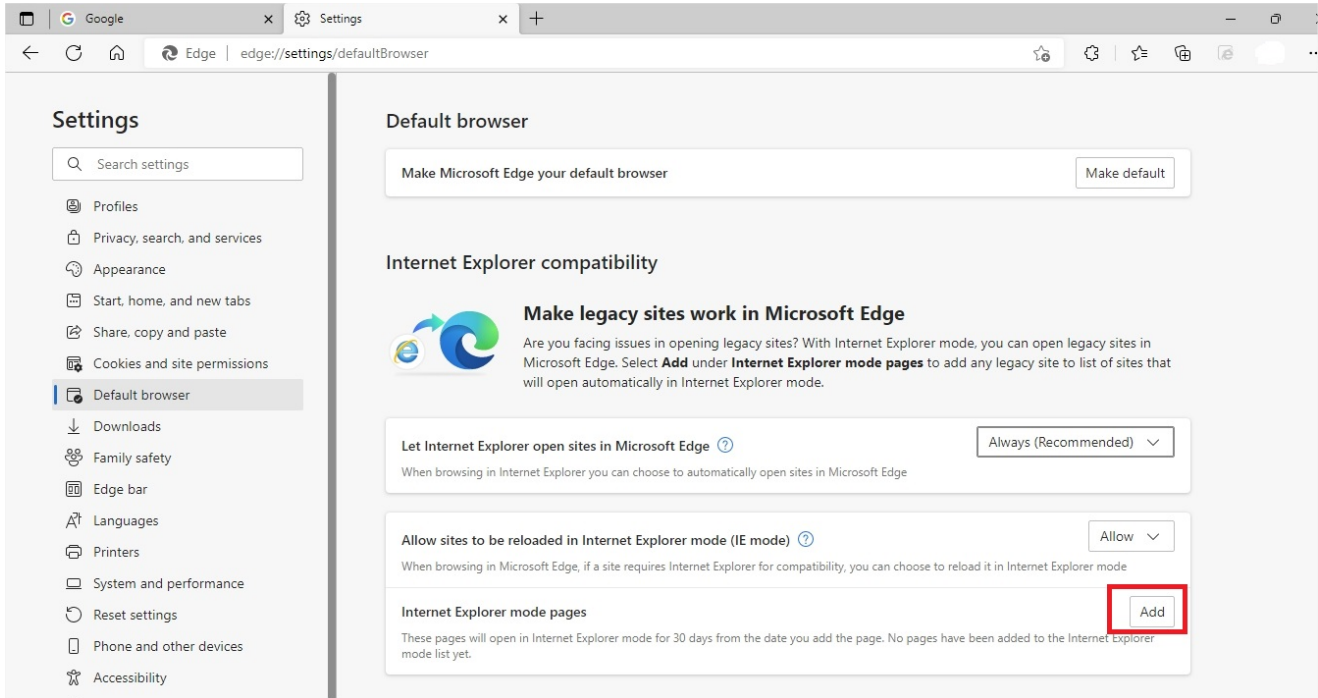 Google
Settings
Edge
edge://settings/defaultBrowser
Settings
Search settings
Profiles
Privacy, search, and services
Appearance
Start, home, and new tabs
Share, copy and paste
Cookies and site permissions
Default browser
Downloads
Family safety
Edge bar
Languages
Printers
System and performance
Reset settings
Phone and other devices
Accessibility
Default browser
Make Microsoft Edge your default browser
Make default
Internet Explorer compatibility
Make legacy sites work in Microsoft Edge
Are you facing issues in opening legacy sites? With Internet Explorer mode, you can open legacy sites in
Microsoft Edge. Select Add under Internet Explorer mode pages to add any legacy site to list of sites that
will open automatically in Internet Explorer mode.
Let Internet Explorer open sites in Microsoft Edge
Always (Recommended)
When browsing in Internet Explorer you can choose to automatically open sites in Microsoft Edge
Allow sites to be reloaded in Internet Explorer mode (IE mode)
Allow
When browsing in Microsoft Edge, if a site requires Internet Explorer for compatibility, you can choose to reload it in Internet Explorer mode
Internet Explorer mode pages
Add
These pages will open in Internet Explorer mode for 30 days from the date you add the page. No pages have been added to the Internet Explorer
mode list yet.